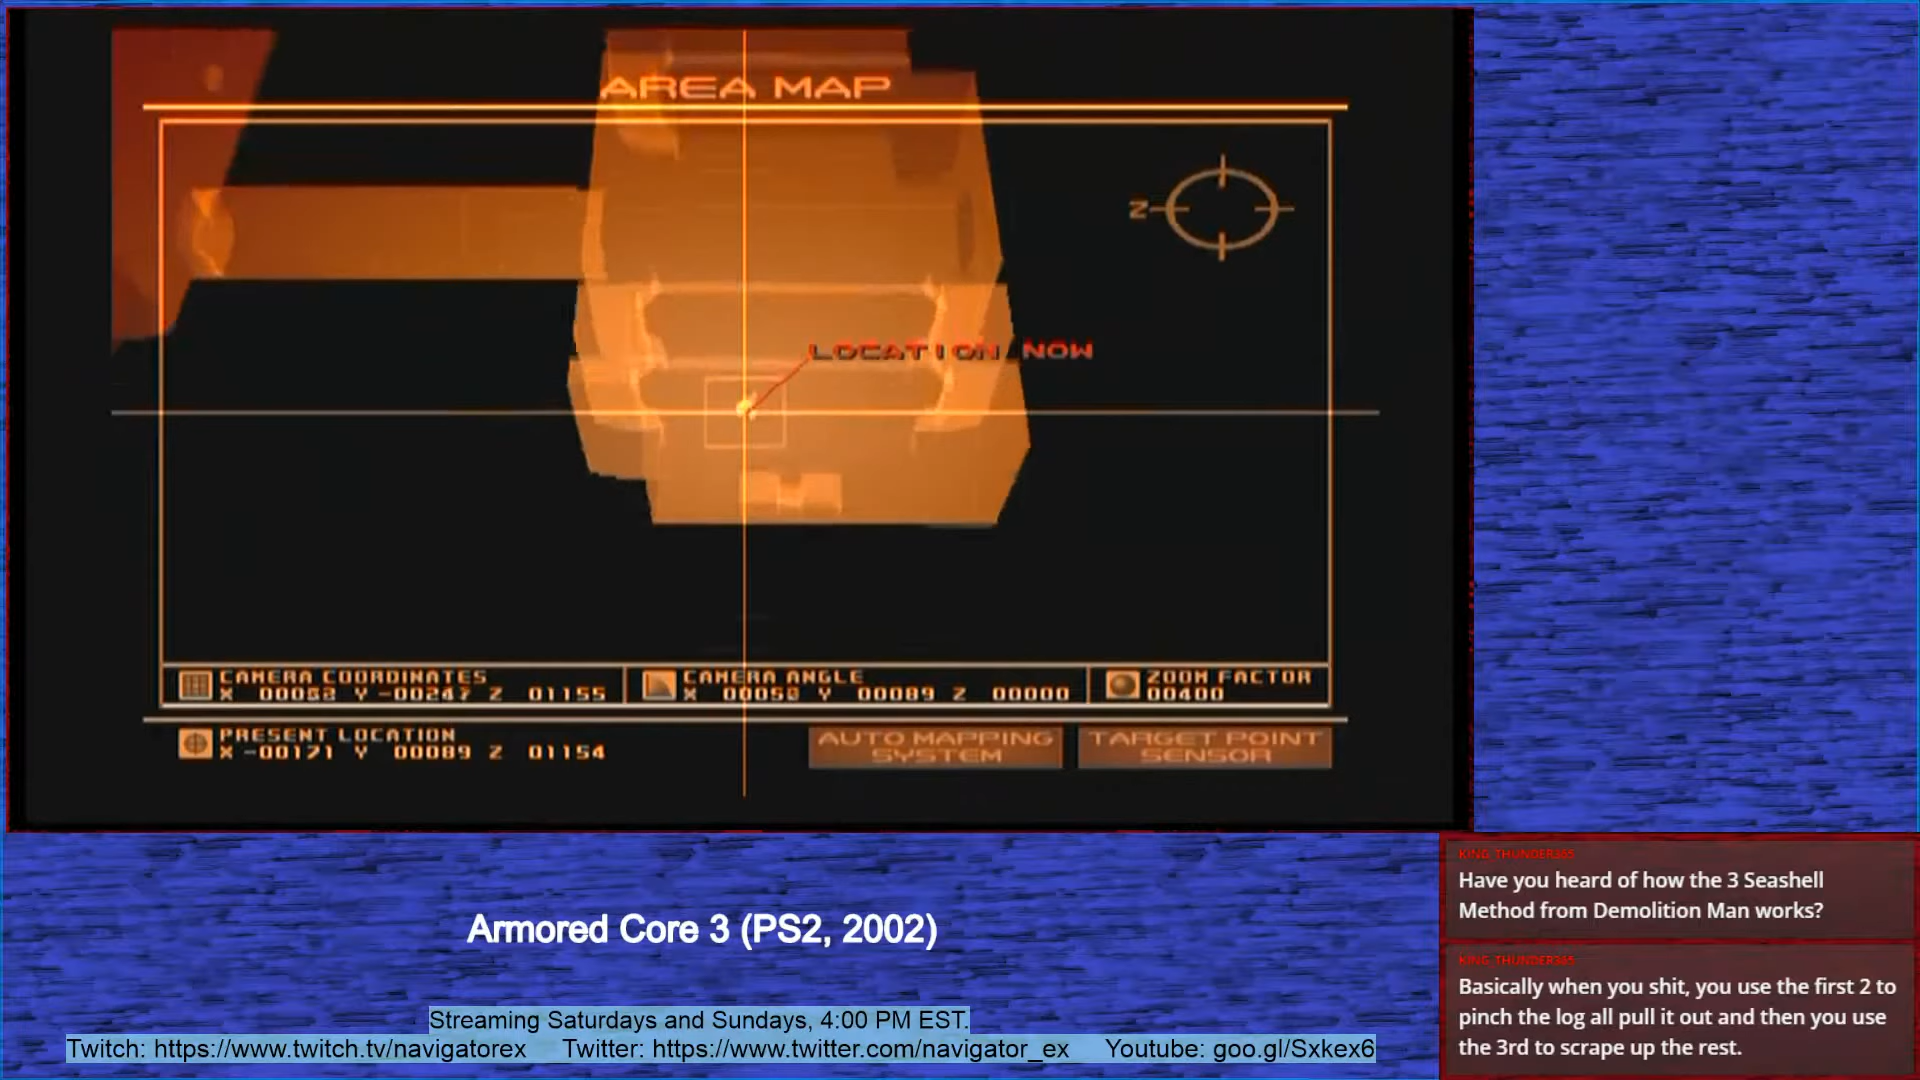 AREA MAP
Z
LOCATION NOW
CAMERA COORDINATES
X 00052 Y -00247 Z 01155
CAMERA ANGLE
X 00050 Y 00089 Z 00000
ZOOM FACTOR
00400
PRESENT LOCATION
X -00171 Y 00089 Z 01154
AUTO MAPPING
SYSTEM
TARGET POINT
SENSOR
Armored Core 3 (PS2, 2002)
Streaming Saturdays and Sundays, 4:00 PM EST.
Twitch: https://www.twitch.tv/navigatorex Twitter: https://www.twitter.com/navigator_ex Youtube: goo.gl/Sxkex6
KING_THUNDER365
Have you heard of how the 3 Seashell
Method from Demolition Man works?
KING_THUNDER365
Basically when you shit, you use the first 2 to
pinch the log all pull it out and then you use
the 3rd to scrape up the rest.